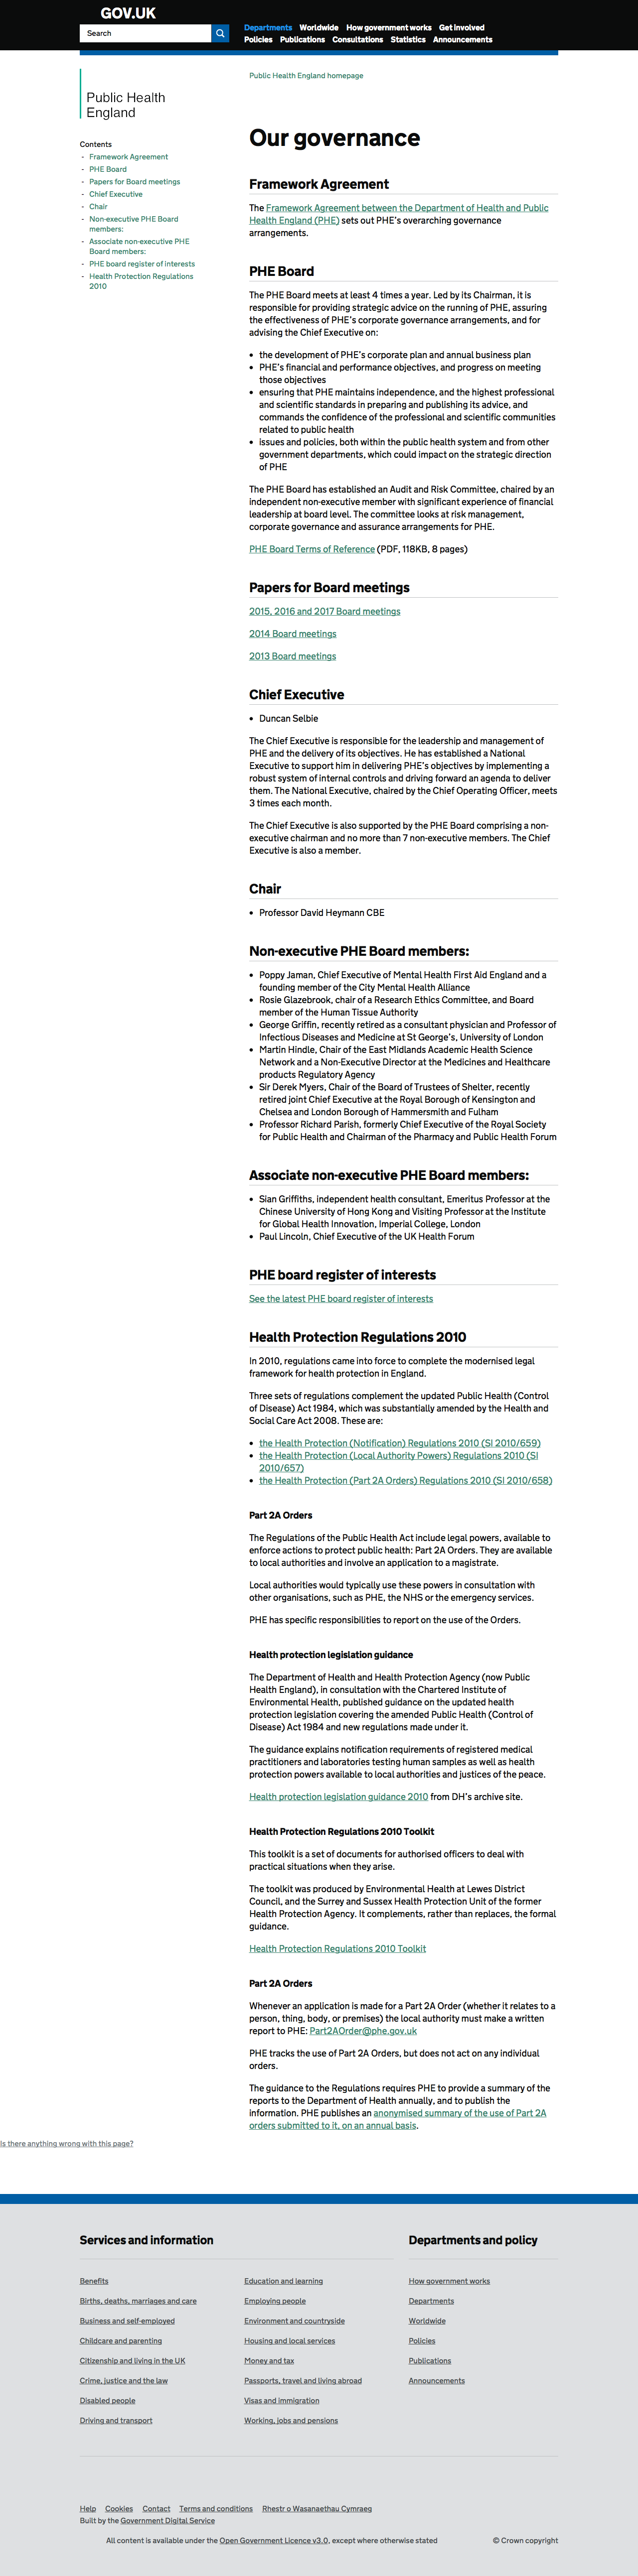 GOV.UK
Search
Departments Worldwide How government works Get involved
Policies Publications Consultations Statistics Announcements
Public Health
England
Contents
- Framework Agreement
- PHE Board
- Papers for Board meetings
- Chief Executive
- Chair
- Non-executive PHE Board
members:
- Associate non-executive PHE
Board members:
- PHE board register of interests
- Health Protection Regulations
2010
Public Health England homepage
Our governance
Framework Agreement
The Framework Agreement between the Department of Health and Public
Health England (PHE) sets out PHE's overarching governance
arrangements.
PHE Board
The PHE Board meets at least 4 times a year. Led by its Chairman, it is
responsible for providing strategic advice on the running of PHE, assuring
the effectiveness of PHE's corporate governance arrangements, and for
advising the Chief Executive on:
• the development of PHE's corporate plan and annual business plan
• PHE's financial and performance objectives, and progress on meeting
those objectives
• ensuring that PHE maintains independence, and the highest professional
and scientific standards in preparing and publishing its advice, and
commands the confidence of the professional and scientific communities
related to public health
• issues and policies, both within the public health system and from other
government departments, which could impact on the strategic direction
of PHE
The PHE Board has established an Audit and Risk Committee, chaired by an
independent non-executive member with significant experience of financial
leadership at board level. The committee looks at risk management,
corporate governance and assurance arrangements for PHE.
PHE Board Terms of Reference (PDF, 118KB, 8 pages)
Papers for Board meetings
2015, 2016 and 2017 Board meetings
2014 Board meetings
2013 Board meetings
Chief Executive
• Duncan Selbie
The Chief Executive is responsible for the leadership and management of
PHE and the delivery of its objectives. He has established a National
Executive to support him in delivering PHE's objectives by implementing a
robust system of internal controls and driving forward an agenda to deliver
them. The National Executive, chaired by the Chief Operating Officer, meets
3 times each month.
The Chief Executive is also supported by the PHE Board comprising a non-
executive chairman and no more than 7 non-executive members. The Chief
Executive is also a member.
Chair
• Professor David Heymann CBE
Non-executive PHE Board members:
• Poppy Jaman, Chief Executive of Mental Health First Aid England and a
founding member of the City Mental Health Alliance
• Rosie Glazebrook, chair of a Research Ethics Committee, and Board
member of the Human Tissue Authority
• George Griffin, recently retired as a consultant physician and Professor of
Infectious Diseases and Medicine at St George's, University of London
• Martin Hindle, Chair of the East Midlands Academic Health Science
Network and a Non-Executive Director at the Medicines and Healthcare
products Regulatory Agency
• Sir Derek Myers, Chair of the Board of Trustees of Shelter, recently
retired joint Chief Executive at the Royal Borough of Kensington and
Chelsea and London Borough of Hammersmith and Fulham
• Professor Richard Parish, formerly Chief Executive of the Royal Society
for Public Health and Chairman of the Pharmacy and Public Health Forum
Associate non-executive PHE Board members:
• Sian Griffiths, independent health consultant, Emeritus Professor at the
Chinese University of Hong Kong and Visiting Professor at the Institute
for Global Health Innovation, Imperial College, London
• Paul Lincoln, Chief Executive of the UK Health Forum
PHE board register of interests
See the latest PHE board register of interests
Health Protection Regulations 2010
In 2010, regulations came into force to complete the modernised legal
framework for health protection in England.
Three sets of regulations complement the updated Public Health (Control
of Disease) Act 1984, which was substantially amended by the Health and
Social Care Act 2008. These are:
• the Health Protection (Notification) Regulations 2010 (SI 2010/659)
• the Health Protection (Local Authority Powers) Regulations 2010 (SI
2010/657)
• the Health Protection (Part 2A Orders) Regulations 2010 (SI 2010/658)
Part 2A Orders
The Regulations of the Public Health Act include legal powers, available to
enforce actions to protect public health: Part 2A Orders. They are available
to local authorities and involve an application to a magistrate.
Local authorities would typically use these powers in consultation with
other organisations, such as PHE, the NHS or the emergency services.
PHE has specific responsibilities to report on the use of the Orders.
Health protection legislation guidance
The Department of Health and Health Protection Agency (now Public
Health England), in consultation with the Chartered Institute of
Environmental Health, published guidance on the updated health
protection legislation covering the amended Public Health (Control of
Disease) Act 1984 and new regulations made under it.
The guidance explains notification requirements of registered medical
practitioners and laboratories testing human samples as well as health
protection powers available to local authorities and justices of the peace.
Health protection legislation guidance 2010 from DH's archive site.
Health Protection Regulations 2010 Toolkit
This toolkit is a set of documents for authorised officers to deal with
practical situations when they arise.
The toolkit was produced by Environmental Health at Lewes District
Council, and the Surrey and Sussex Health Protection Unit of the former
Health Protection Agency. It complements, rather than replaces, the formal
guidance.
Health Protection Regulations 2010 Toolkit
Part 2A Orders
Whenever an application is made for a Part 2A Order (whether it relates to a
person, thing, body, or premises) the local authority must make a written
report to PHE: Part2AOrder@phe.gov.uk
PHE tracks the use of Part 2A Orders, but does not act on any individual
orders.
The guidance to the Regulations requires PHE to provide a summary of the
reports to the Department of Health annually, and to publish the
information. PHE publishes an anonymised summary of the use of Part 2A
orders submitted to it, on an annual basis.
Is there anything wrong with this page?
Services and information
Benefits
Births, deaths, marriages and care
Business and self-employed
Childcare and parenting
Citizenship and living in the UK
Crime, justice and the law
Disabled people
Driving and transport
Education and learning
Employing people
Environment and countryside
Housing and local services
Money and tax
Passports, travel and living abroad
Visas and immigration
Working, jobs and pensions
Departments and policy
How government works
Departments
Worldwide
Policies
Publications
Announcements
Help Cookies Contact Terms and conditions Rhestr o Wasanaethau Cymraeg
Built by the Government Digital Service
All content is available under the Open Government Licence v3.0, except where otherwise stated
© Crown copyright